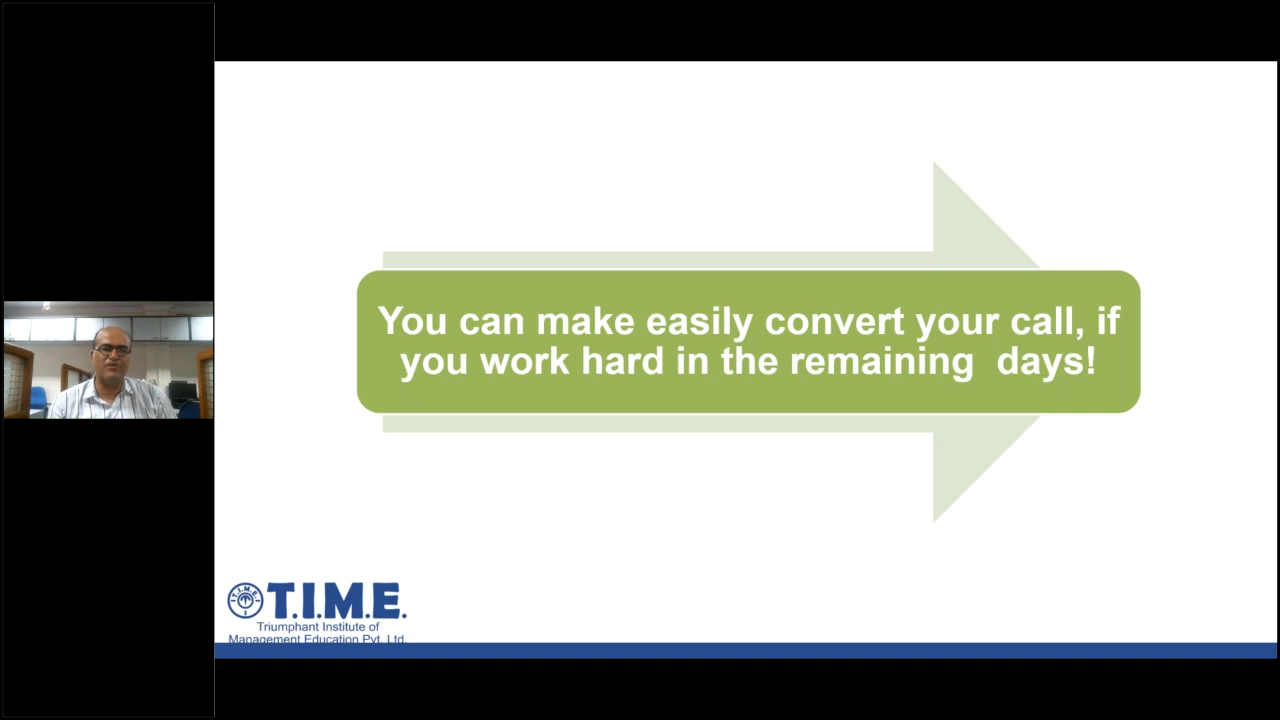 You can make easily convert your call, if
you work hard in the remaining  days!
T.I.M.E.
T.I.M.E.
Triumphant Institute of
Management Education Pvt. Ltd.